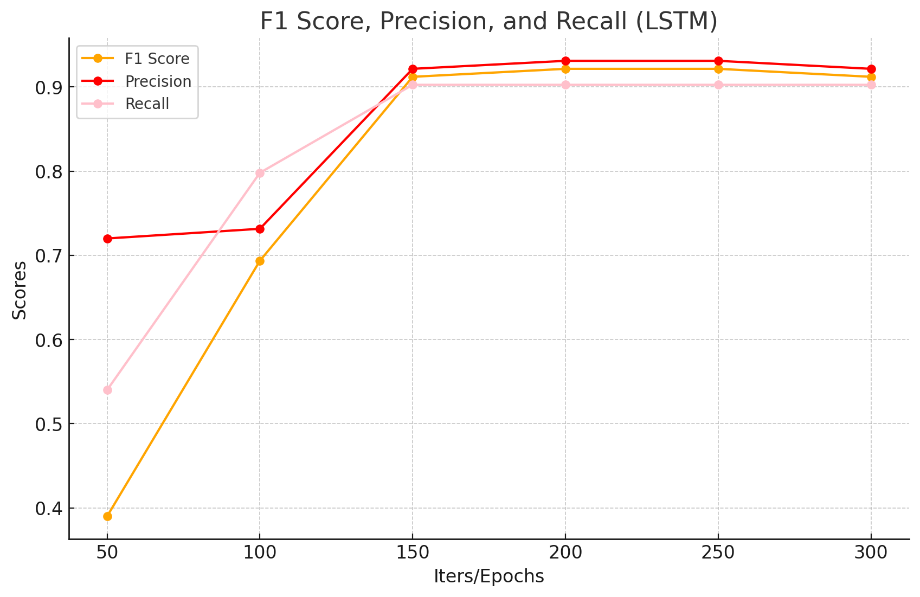 F1 Score, Precision, and Recall (LSTM)
F1 Score
Precision
Recall
0.9
0.8
0.7
0.6
0.5
0.4
Scores
50 100 150 200 250 300
Iters/Epochs